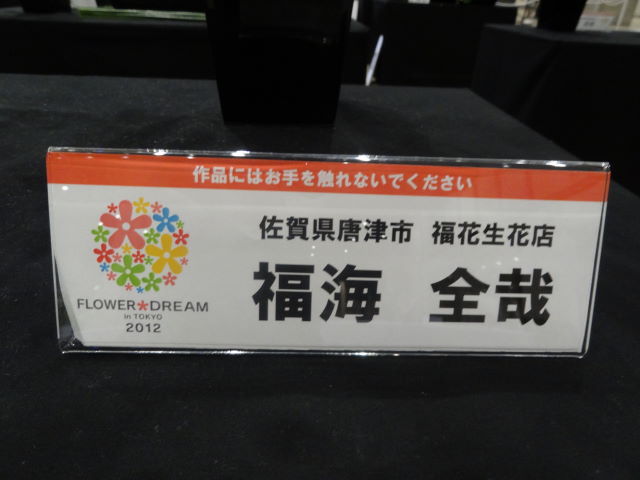 作品にはお手を触れないでください
佐賀県唐津市 福花生花店
福海 全哉
FLOWER*DREAM
in TOKYO
2012